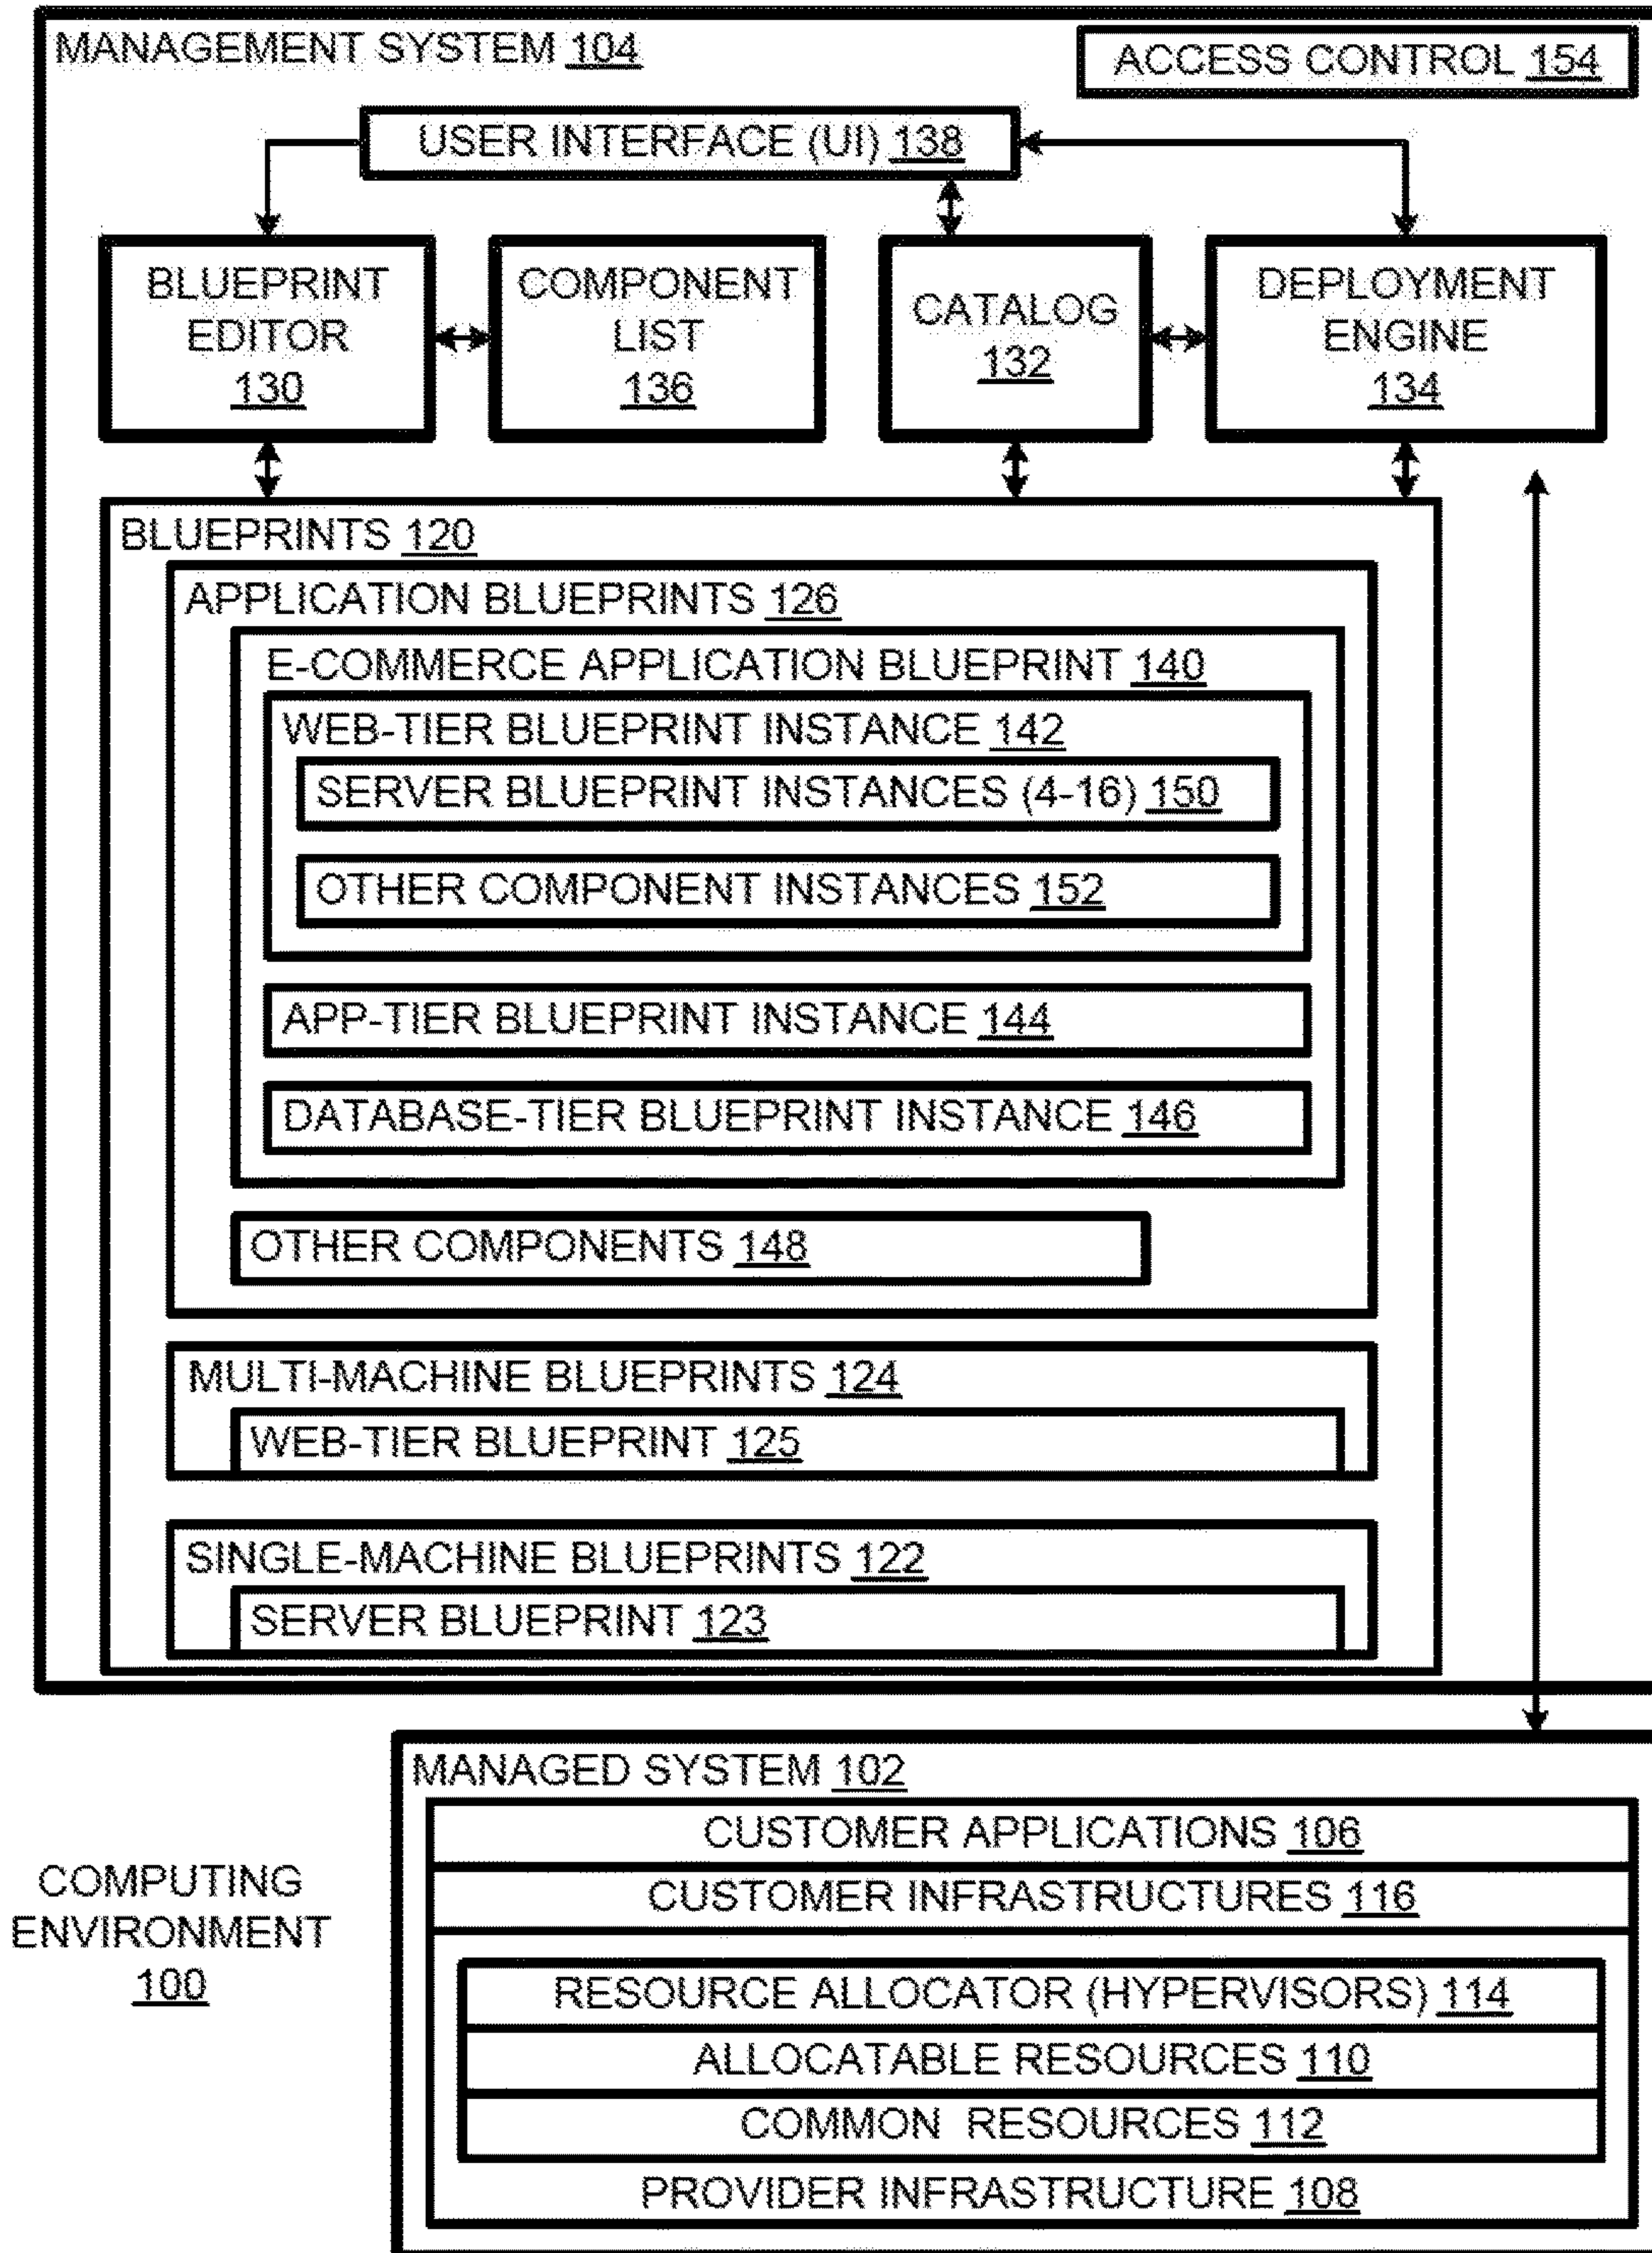 MANAGEMENT SYSTEM 104
ACCESS CONTROL 154
USER INTERFACE (UI) 138
BLUEPRINT
EDITOR
130
COMPONENT
LIST
136
CATALOG
132
DEPLOYMENT
ENGINE
134
BLUEPRINTS 120
APPLICATION BLUEPRINTS 126
E-COMMERCE APPLICATION BLUEPRINT 140
WEB-TIER BLUEPRINT INSTANCE 142
SERVER BLUEPRINT INSTANCES (4-16) 150
OTHER COMPONENT INSTANCES 152
APP-TIER BLUEPRINT INSTANCE 144
DATABASE-TIER BLUEPRINT INSTANCE 146
OTHER COMPONENTS 148
MULTI-MACHINE BLUEPRINTS 124
WEB-TIER BLUEPRINT 125
SINGLE-MACHINE BLUEPRINTS 122
SERVER BLUEPRINT 123
MANAGED SYSTEM 102
CUSTOMER APPLICATIONS 106
CUSTOMER INFRASTRUCTURES 116
RESOURCE ALLOCATOR (HYPERVISORS) 114
ALLOCATABLE RESOURCES 110
COMMON RESOURCES 112
PROVIDER INFRASTRUCTURE 108
COMPUTING
ENVIRONMENT
100